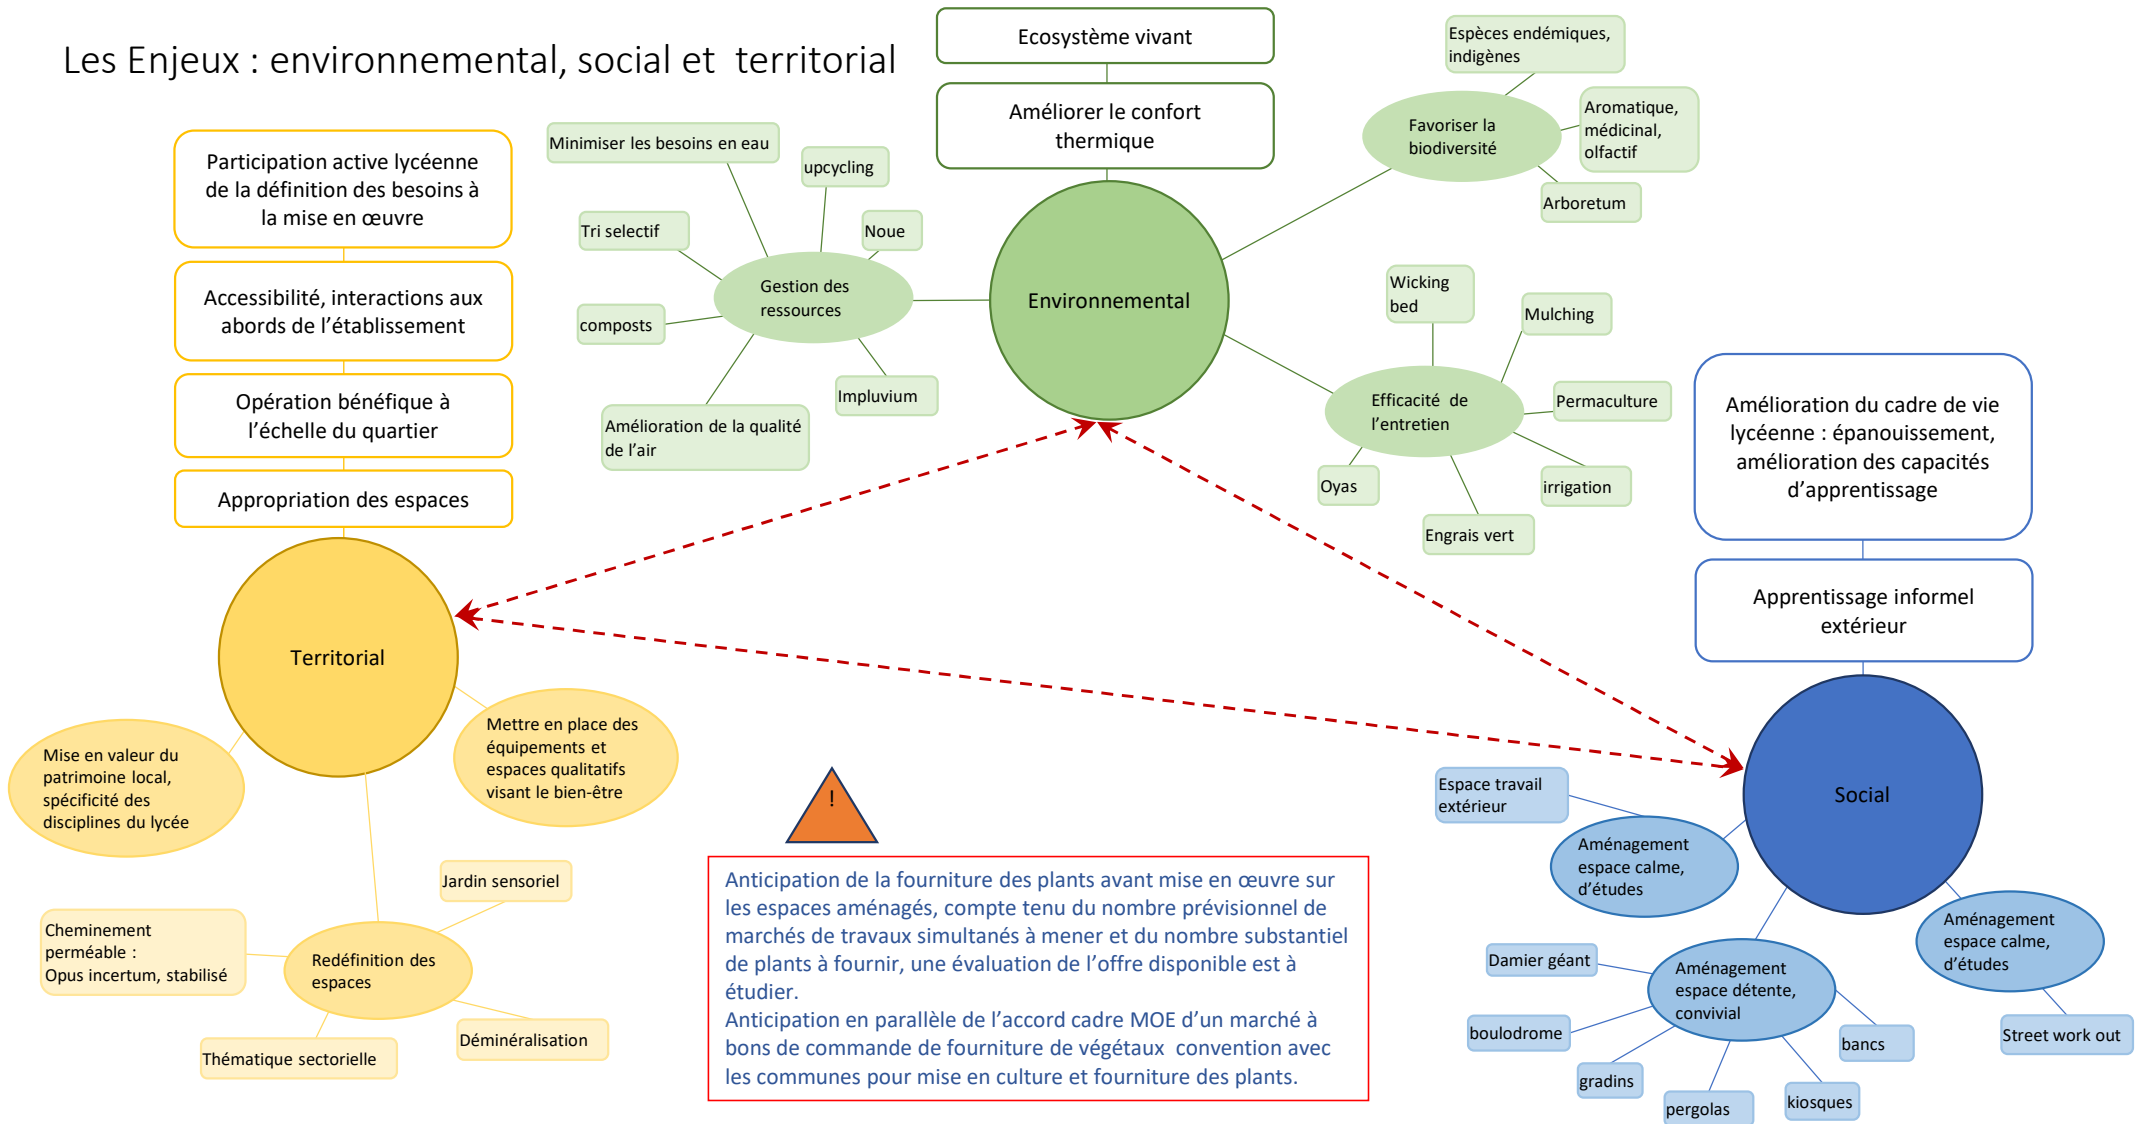 Les Enjeux : environnemental, social et  territorial
Ecosystème vivant
Améliorer le confort
thermique
Environnemental
Espèces endémiques,
indigènes
Favoriser la
biodiversité
Aromatique,
médicinal,
olfactif
Arboretum
Minimiser les besoins en eau
upcycling
Tri selectif
Noue
Gestion des
ressources
composts
Impluvium
Amélioration de la qualité
de l'air
Wicking
bed
Mulching
Efficacité  de
l'entretien
Permaculture
Oyas
irrigation
Engrais vert
Participation active lycéenne
de la définition des besoins à
la mise en œuvre
Accessibilité, interactions aux
abords de l'établissement
Opération bénéfique à
l'échelle du quartier
Appropriation des espaces
Territorial
Mise en valeur du
patrimoine local,
spécificité des
disciplines du lycée
Mettre en place des
équipements et
espaces qualitatifs
visant le bien-être
Jardin sensoriel
Cheminement
perméable :
Opus incertum, stabilisé
Redéfinition des
espaces
Thématique sectorielle
Déminéralisation
!
Anticipation de la fourniture des plants avant mise en œuvre sur
les espaces aménagés, compte tenu du nombre prévisionnel de
marchés de travaux simultanés à mener et du nombre substantiel
de plants à fournir, une évaluation de l'offre disponible est à
étudier.
Anticipation en parallèle de l'accord cadre MOE d'un marché à
bons de commande de fourniture de végétaux  convention avec
les communes pour mise en culture et fourniture des plants.
Amélioration du cadre de vie
lycéenne : épanouissement,
amélioration des capacités
d'apprentissage
Apprentissage informel
extérieur
Social
Espace travail
extérieur
Aménagement
espace calme,
d'études
Aménagement
espace calme,
d'études
Street work out
Aménagement
espace détente,
convivial
Damier géant
boulodrome
gradins
pergolas
kiosques
bancs